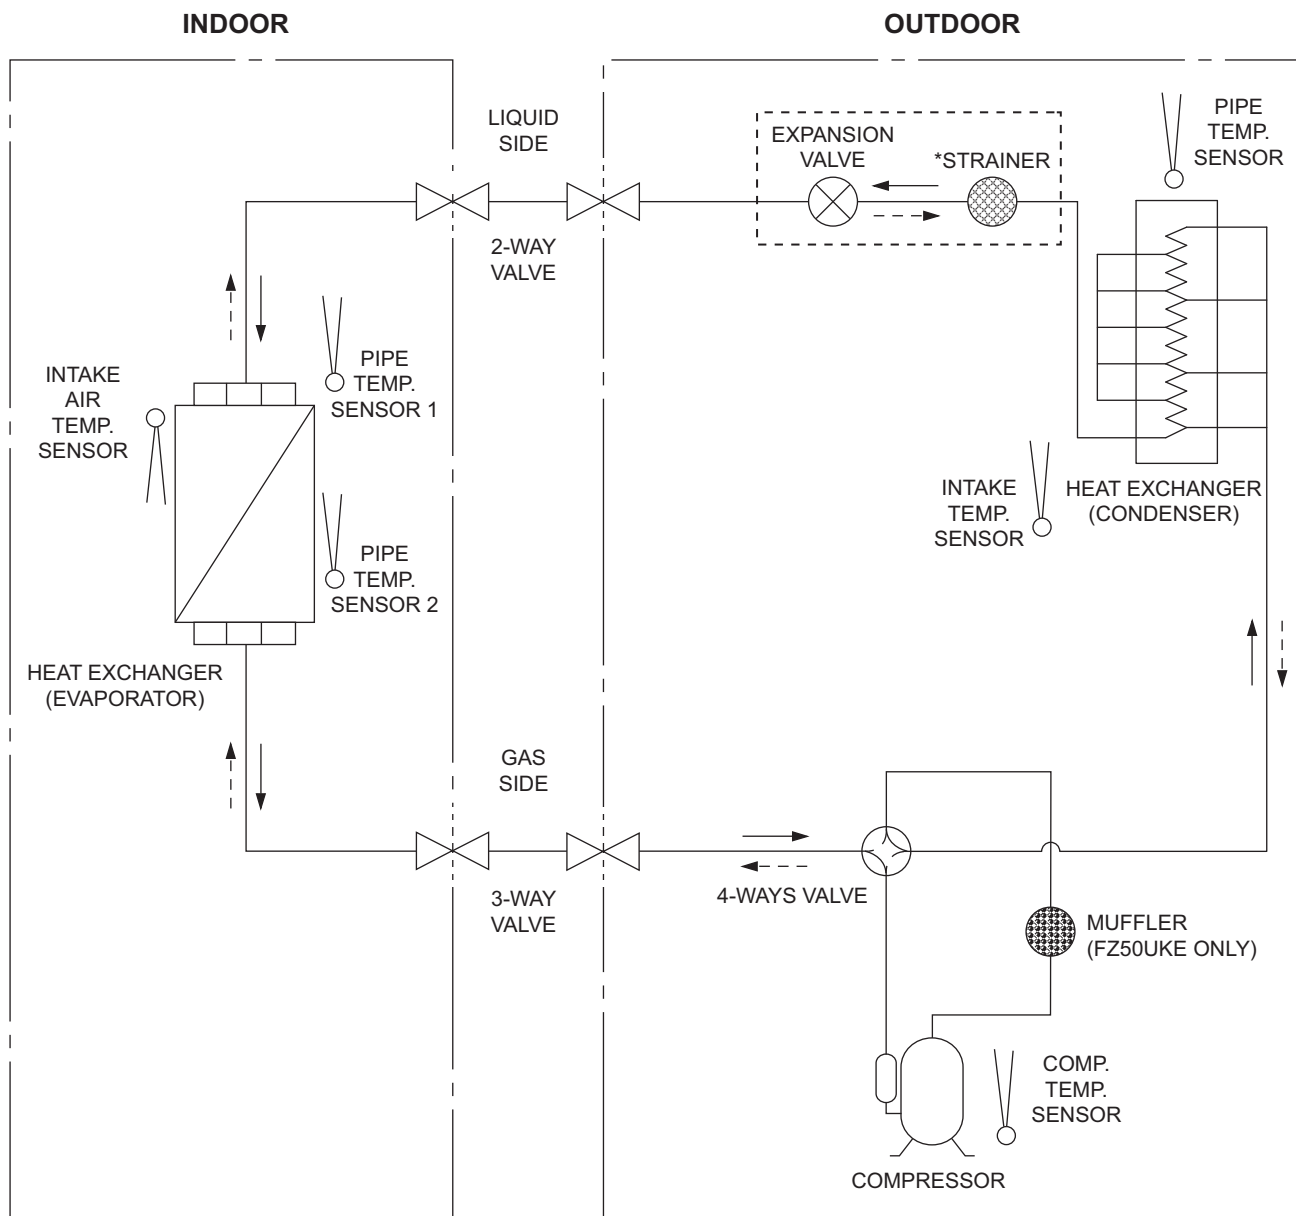 INDOOR
OUTDOOR
LIQUID
SIDE
EXPANSION
VALVE
*STRAINER
PIPE
TEMP.
SENSOR
2-WAY
VALVE
INTAKE
AIR
TEMP.
SENSOR
PIPE
TEMP.
SENSOR 1
PIPE
TEMP.
SENSOR 2
INTAKE
TEMP.
SENSOR
HEAT EXCHANGER
(CONDENSER)
HEAT EXCHANGER
(EVAPORATOR)
GAS
SIDE
3-WAY
VALVE
4-WAYS VALVE
MUFFLER
(FZ50UKE ONLY)
COMP.
TEMP.
SENSOR
COMPRESSOR